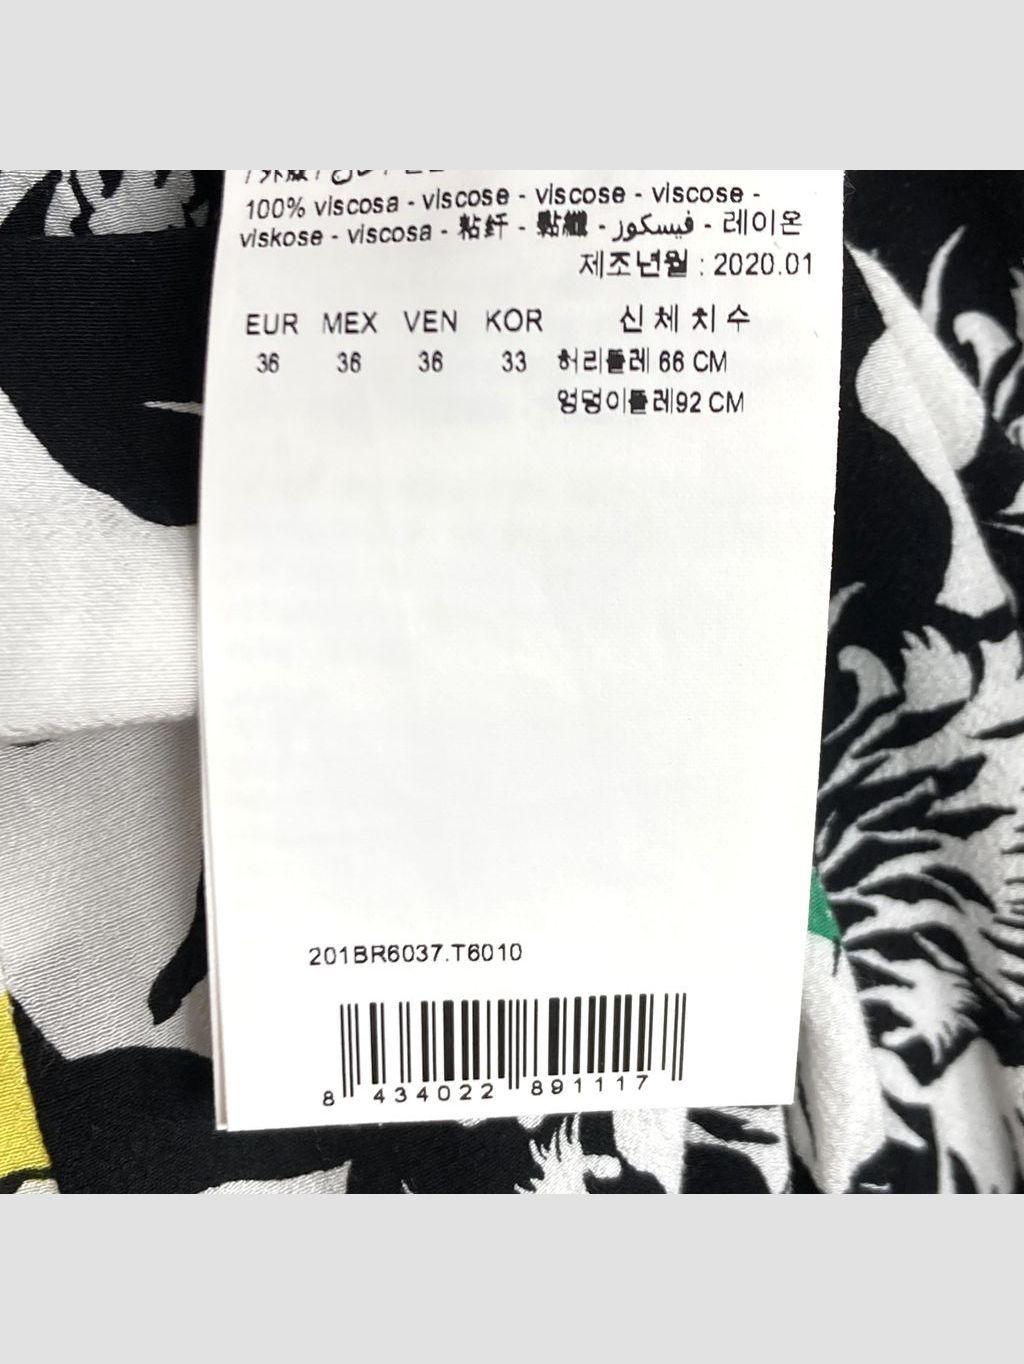 100% viscosa - viscose - viscose - viscose -
viskose - viscosa - 粘纤 - 黏纖 - فيسكوز - 레이온
제조년월 : 2020.01
EUR MEX VEN KOR 신체치수
36 36 36 33 허리둘레 66 CM
엉덩이둘레92 CM
201BR6037.T6010
8 434022 891117